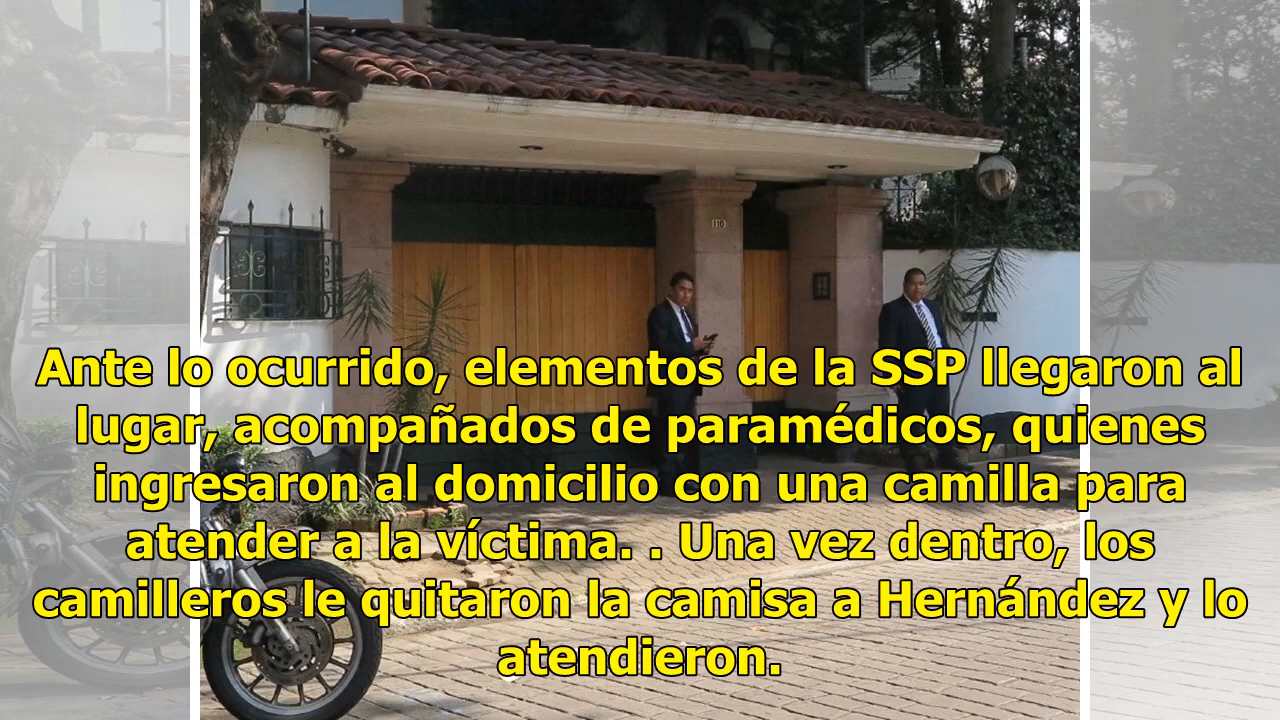 110
Ante lo ocurrido, elementos de la SSP llegaron al
lugar, acompañados de paramédicos, quienes
ingresaron al domicilio con una camilla para
atender a la víctima. . Una vez dentro, los
camilleros le quitaron la camisa a Hernández y lo
atendieron.